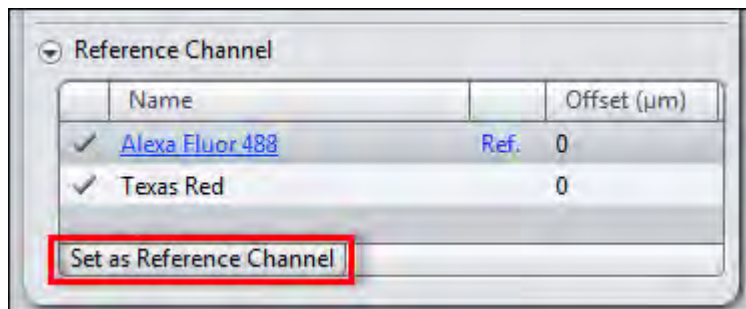 Reference Channel
Name Offset (µm)
Alexa Fluor 488 Ref. 0
Texas Red 0
Set as Reference Channel